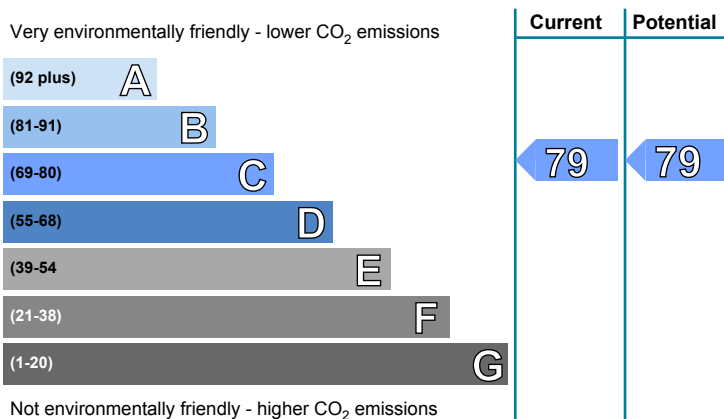 Current Potential
Very environmentally friendly - lower CO2 emissions
(92 plus) A
(81-91) B
(69-80) C 79 79
(55-68) D
(39-54 E
(21-38) F
(1-20) G
Not environmentally friendly - higher CO2 emissions